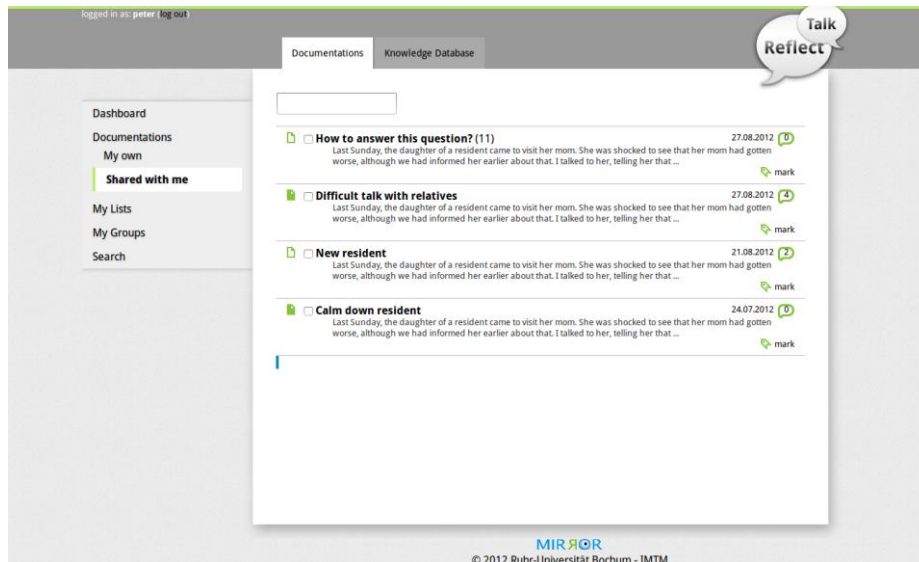 logged in as: peter (log out)
Talk
Reflect
Documentations
Knowledge Database
Dashboard
Documentations
My own
Shared with me
My Lists
My Groups
Search
How to answer this question? (11)
27.08.2012 0
Last Sunday, the daughter of a resident came to visit her mom. She was shocked to see that her mom had gotten
worse, although we had informed her earlier about that. I talked to her, telling her that ...
mark
Difficult talk with relatives
27.08.2012 4
Last Sunday, the daughter of a resident came to visit her mom. She was shocked to see that her mom had gotten
worse, although we had informed her earlier about that. I talked to her, telling her that ...
mark
New resident
21.08.2012 2
Last Sunday, the daughter of a resident came to visit her mom. She was shocked to see that her mom had gotten
worse, although we had informed her earlier about that. I talked to her, telling her that ...
mark
Calm down resident
24.07.2012 0
Last Sunday, the daughter of a resident came to visit her mom. She was shocked to see that her mom had gotten
worse, although we had informed her earlier about that. I talked to her, telling her that ...
mark
MIRЯOR
© 2012 Ruhr-Universität Bochum - IMTM